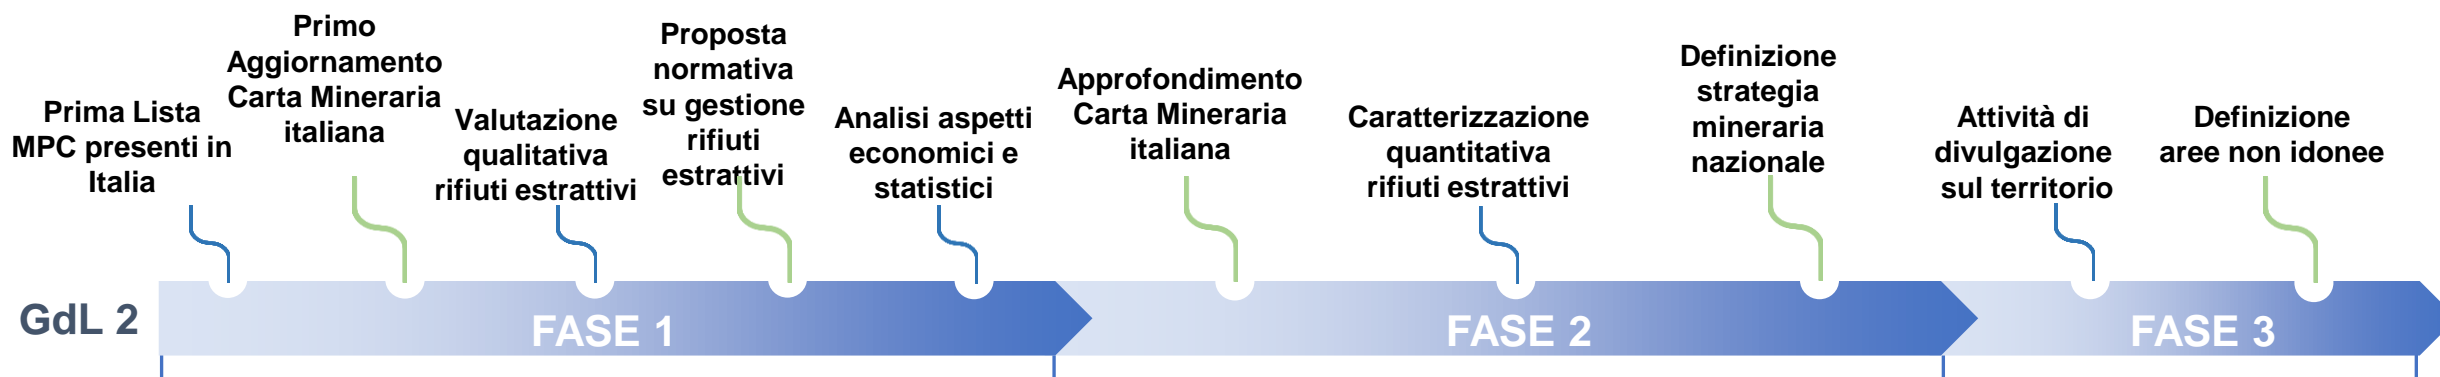 Prima Lista
MPC presenti in
Italia
Primo
Aggiornamento
Carta Mineraria
italiana
Valutazione
qualitativa
rifiuti estrattivi
Proposta
normativa
su gestione
rifiuti
estrattivi
Analisi aspetti
economici e
statistici
Approfondimento
Carta Mineraria
italiana
Caratterizzazione
quantitativa
rifiuti estrattivi
Definizione
strategia
mineraria
nazionale
Attività di
divulgazione
sul territorio
Definizione
aree non idonee
GdL 2
FASE 1
FASE 2
FASE 3